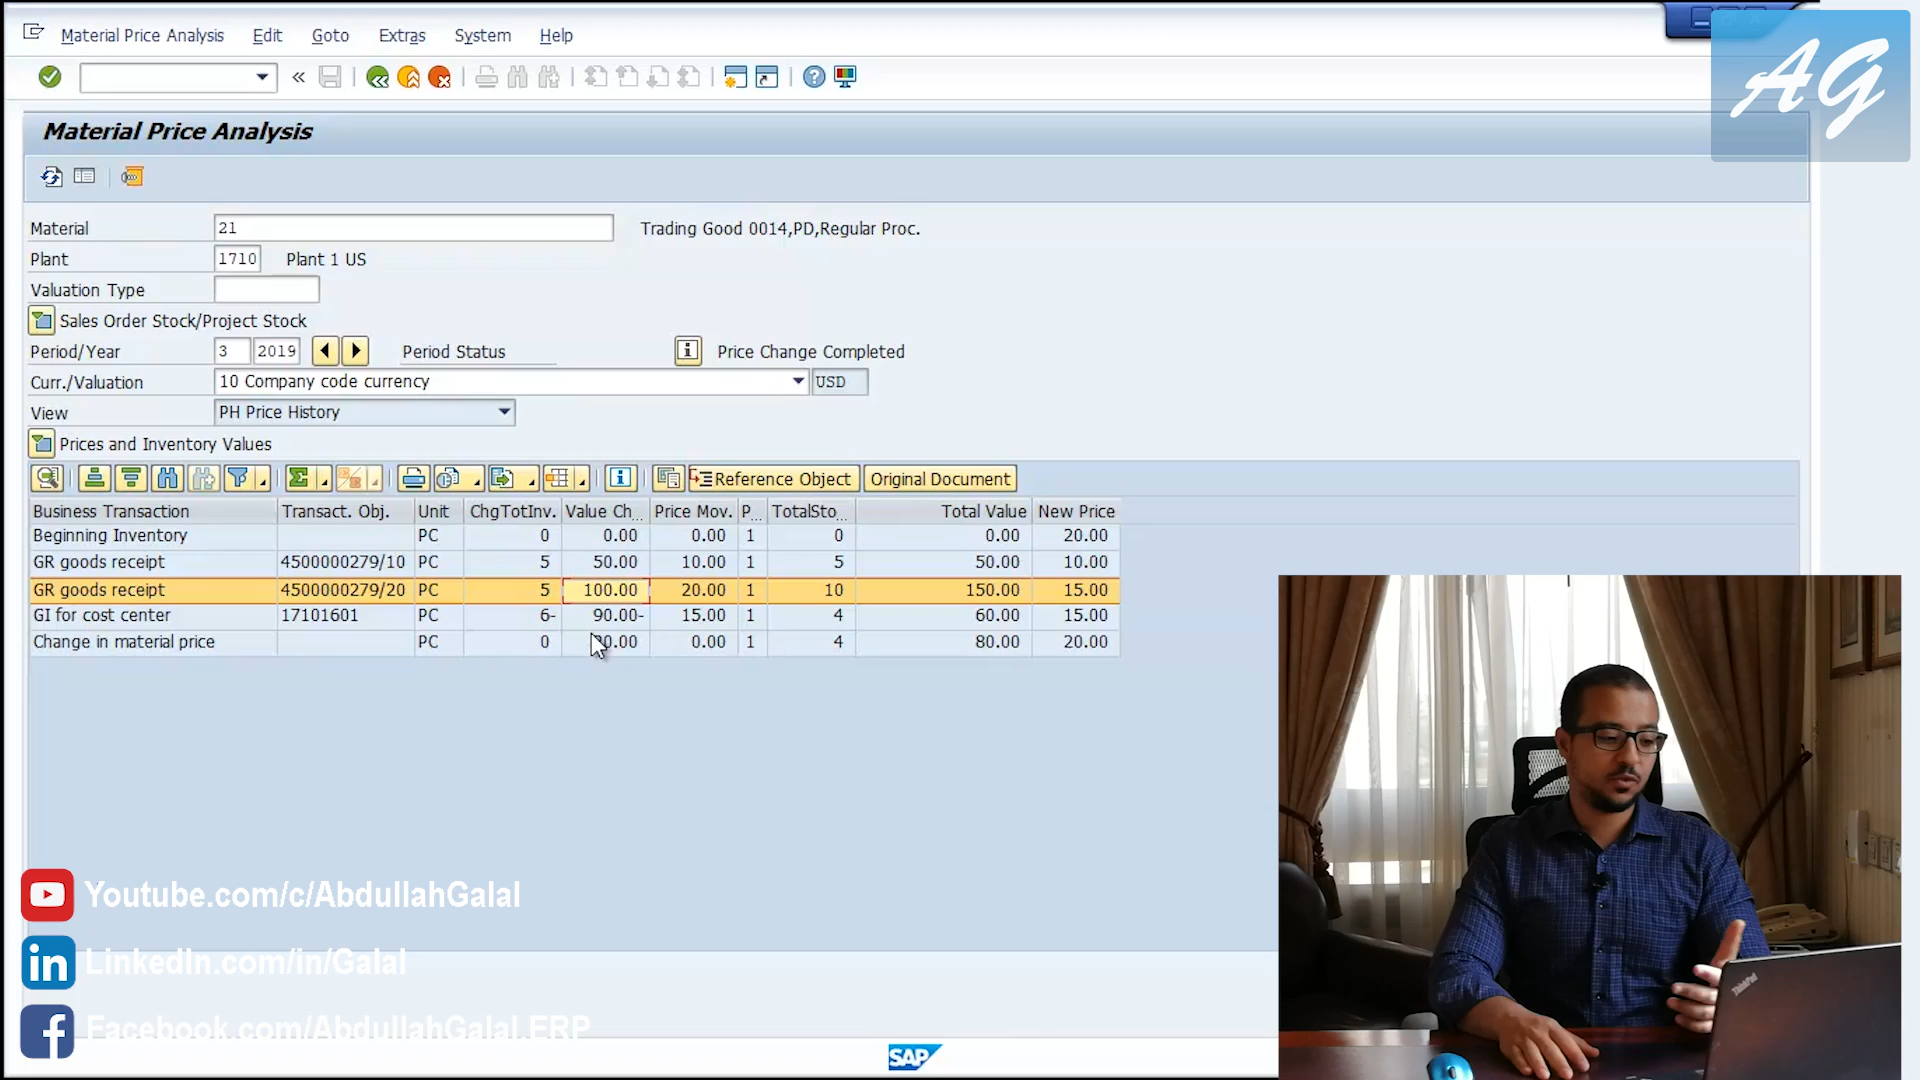 Material Price Analysis Edit Goto Extras System Help
AG
Material Price Analysis
Material 21 Trading Good 0014,PD,Regular Proc.
Plant 1710 Plant 1 US
Valuation Type
Sales Order Stock/Project Stock
Period/Year 3 2019 Period Status Price Change Completed
Curr./Valuation 10 Company code currency USD
View PH Price History
Prices and Inventory Values
Reference Object Original Document
Business Transaction Transact. Obj. Unit ChgTotInv. Value Ch... Price Mov. P... TotalSto... Total Value New Price
Beginning Inventory PC 0 0.00 0.00 1 0 0.00 20.00
GR goods receipt 4500000279/10 PC 5 50.00 10.00 1 5 50.00 10.00
GR goods receipt 4500000279/20 PC 5 100.00 20.00 1 10 150.00 15.00
GI for cost center 17101601 PC 6- 90.00- 15.00 1 4 60.00 15.00
Change in material price PC 0 0.00 1 4 80.00 20.00
Youtube.com/c/AbdullahGalal
in LinkedIn.com/in/Galal
f Facebook.com/AbdullahGalal.ERP
SAP
ThinkPad